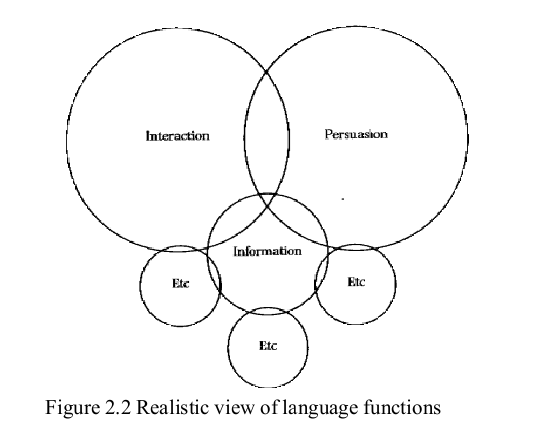 Interaction
Persuasion
Information
Etc
Etc
Etc
Figure 2.2 Realistic view of language functions